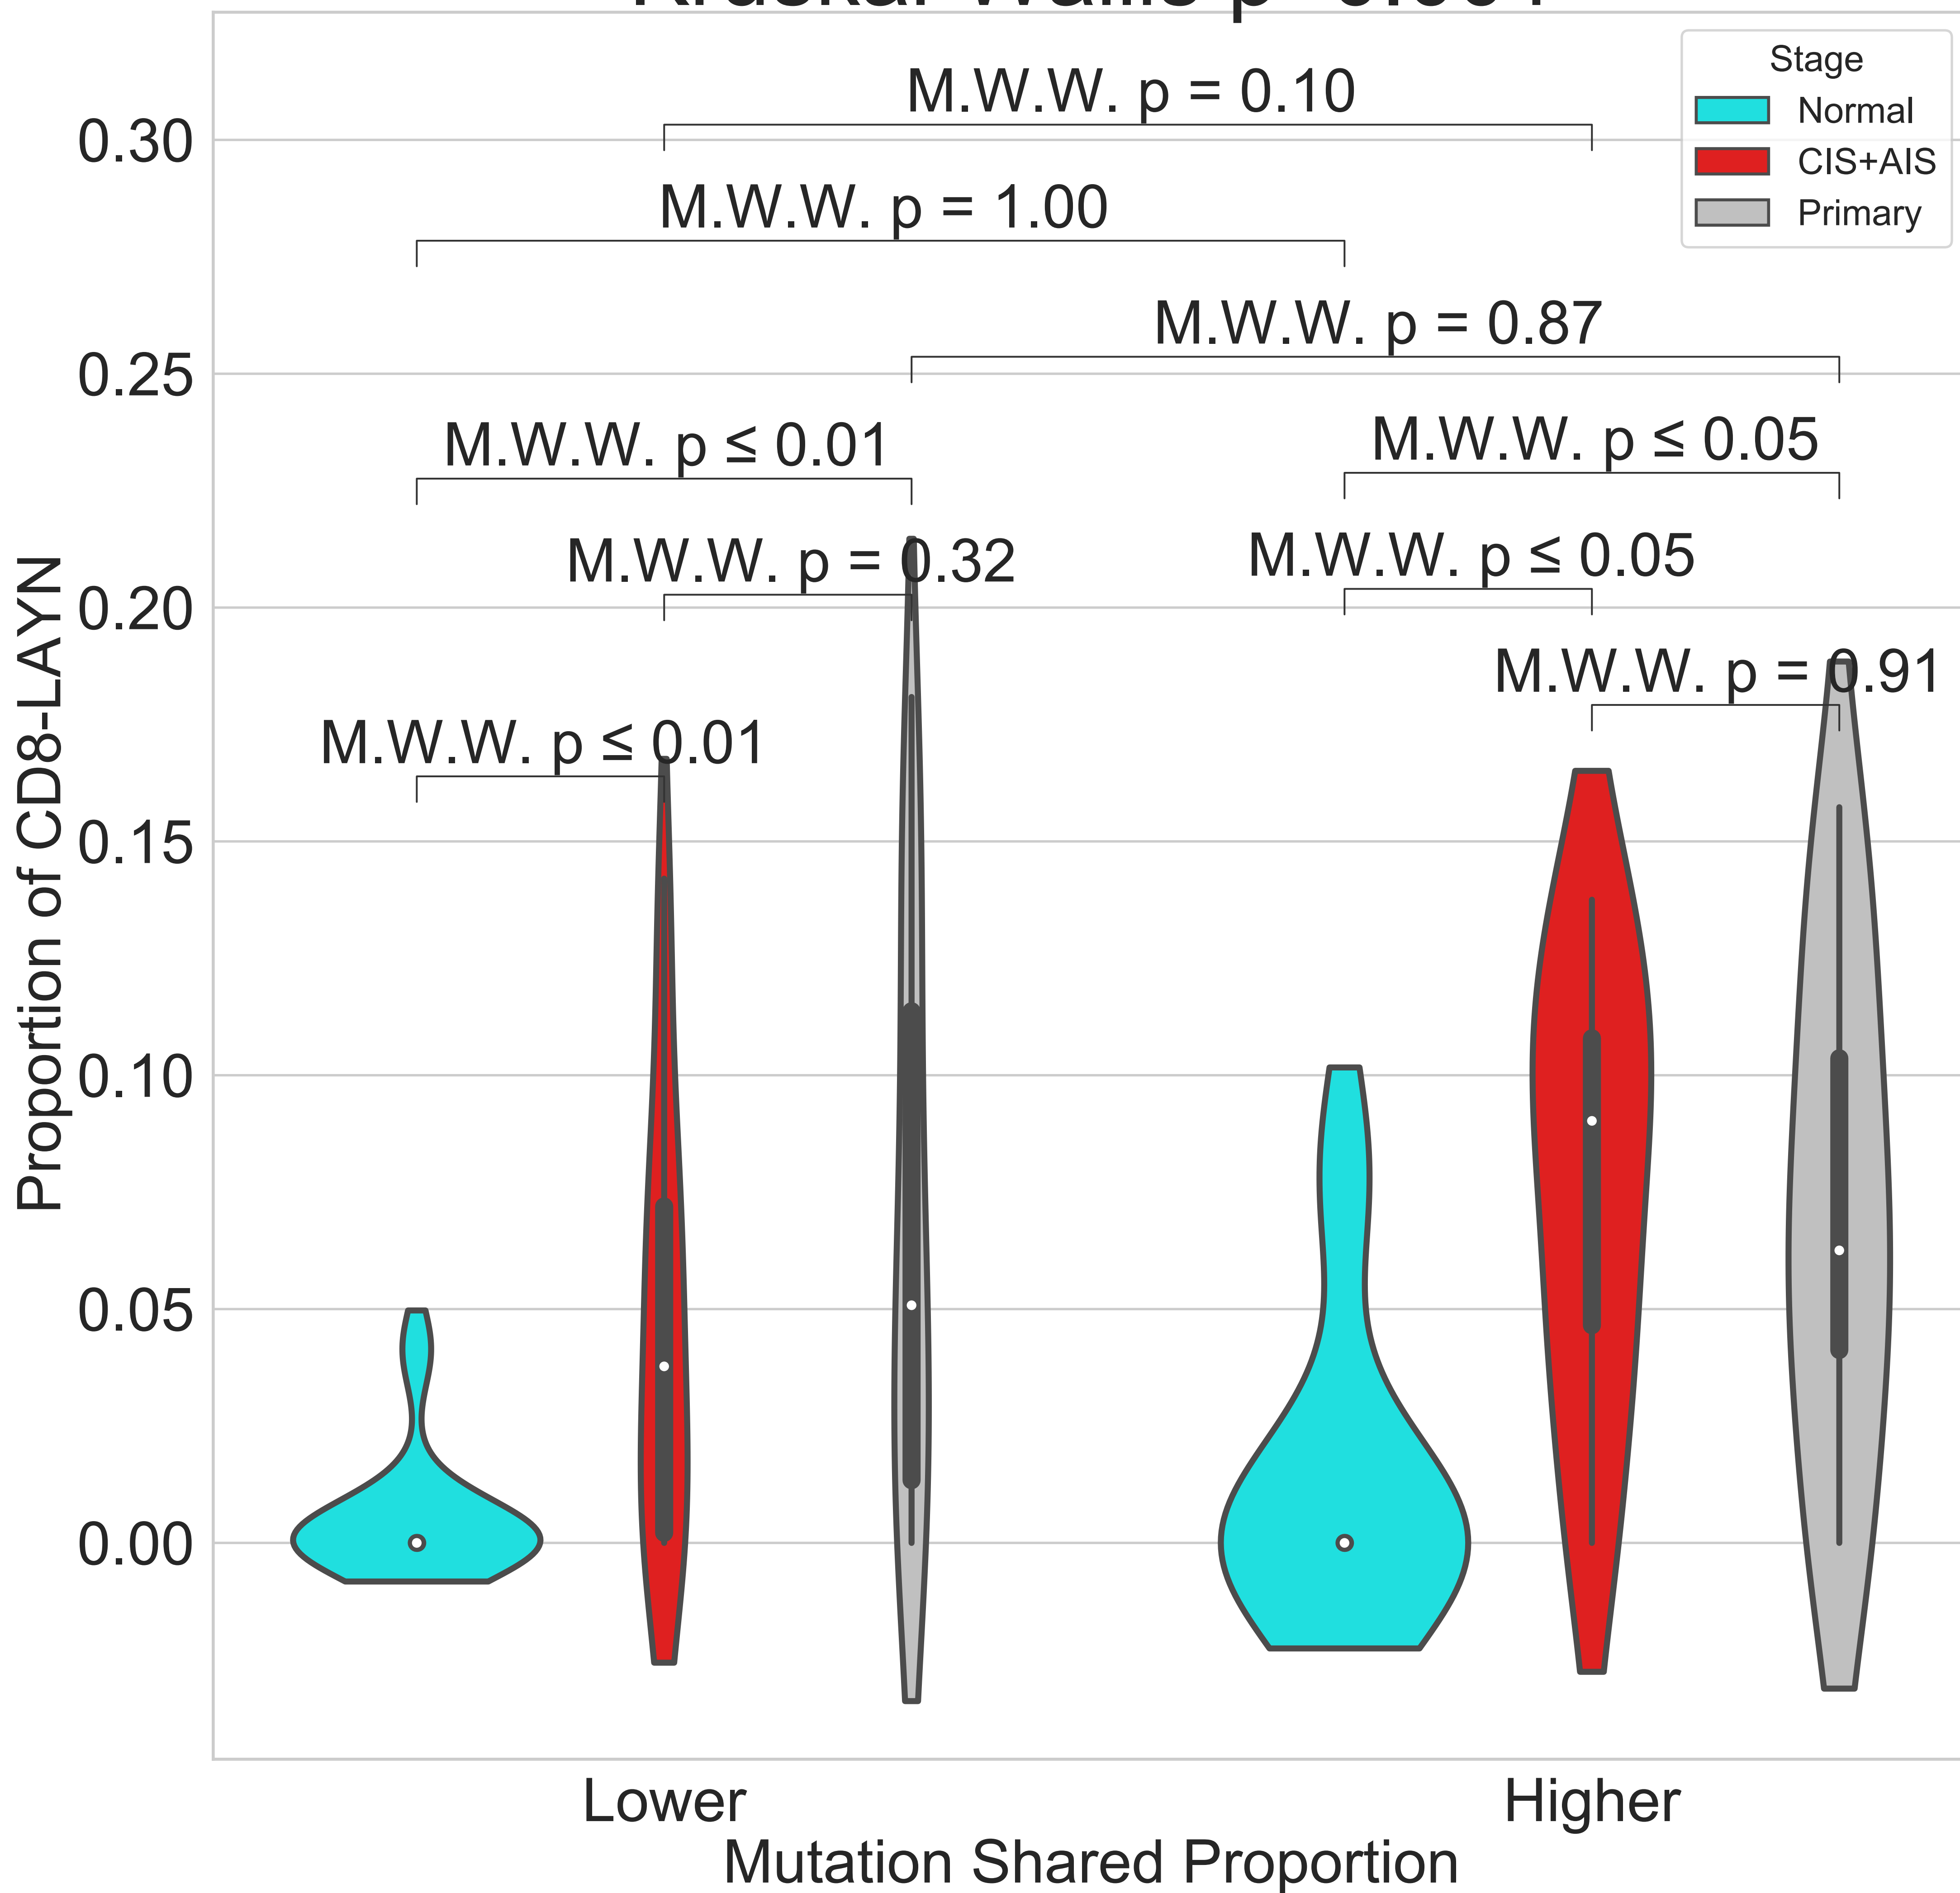 Stage
Normal
CIS+AIS
Primary
M.W.W. p = 0.10
M.W.W. p = 1.00
M.W.W. p = 0.87
M.W.W. p ≤ 0.01
M.W.W. p ≤ 0.05
M.W.W. p = 0.32
M.W.W. p ≤ 0.05
M.W.W. p = 0.91
M.W.W. p ≤ 0.01
0.30
0.25
0.20
0.15
0.10
0.05
0.00
Proportion of CD8-LAYN
Lower
Higher
Mutation Shared Proportion